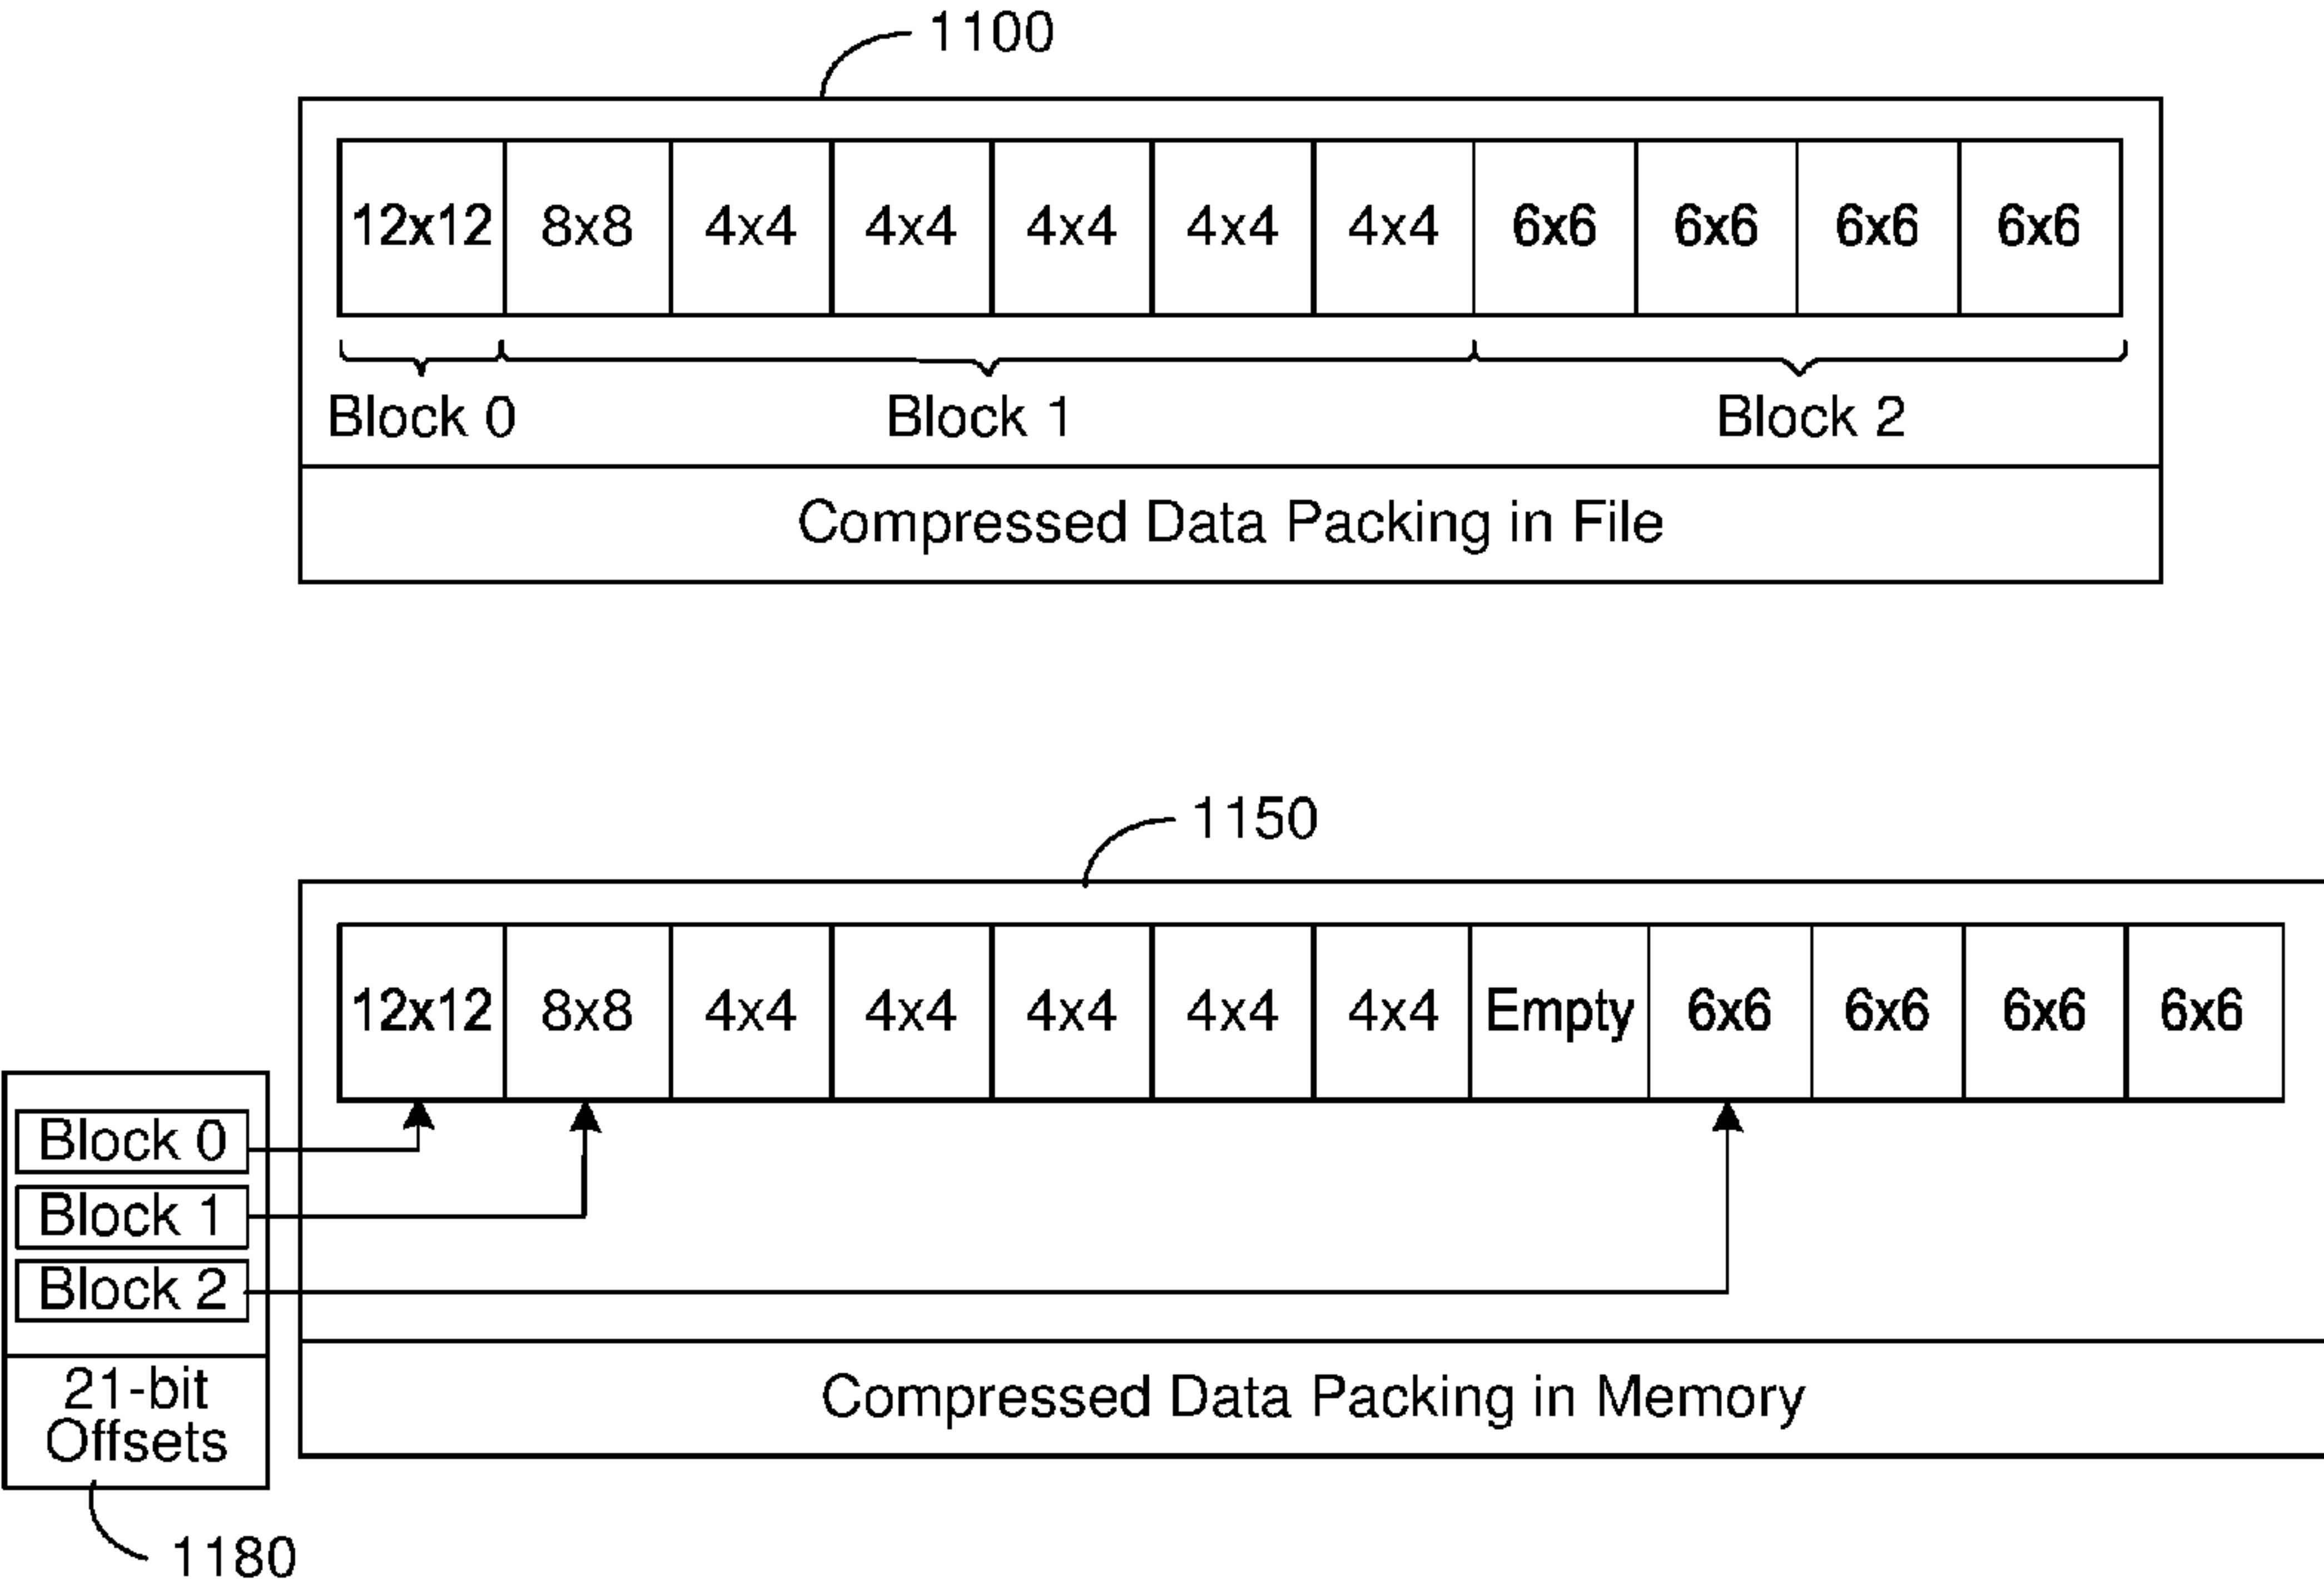 1100
12x12 8x8 4x4 4x4 4x4 4x4 4x4 6x6 6x6 6x6 6x6
Block 0 Block 1 Block 2
Compressed Data Packing in File
1150
12x12 8x8 4x4 4x4 4x4 4x4 4x4 Empty 6x6 6x6 6x6 6x6
Block 0
Block 1
Block 2
21-bit
Offsets
Compressed Data Packing in Memory
1180